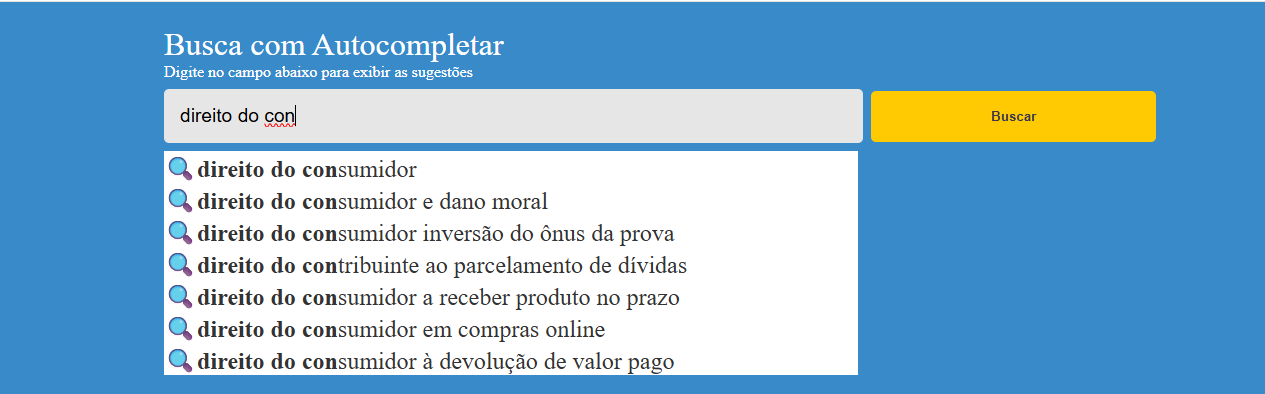 Busca com Autocompletar
Digite no campo abaixo para exibir as sugestões
direito do con
Buscar
direito do consumidor
direito do consumidor e dano moral
direito do consumidor inversão do ônus da prova
direito do contribuinte ao parcelamento de dívidas
direito do consumidor a receber produto no prazo
direito do consumidor em compras online
direito do consumidor à devolução de valor pago